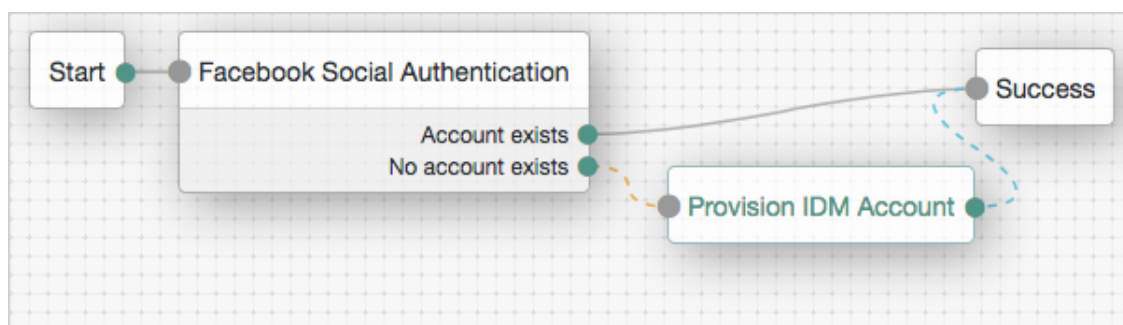 Start
Facebook Social Authentication
Account exists
No account exists
Provision IDM Account
Success